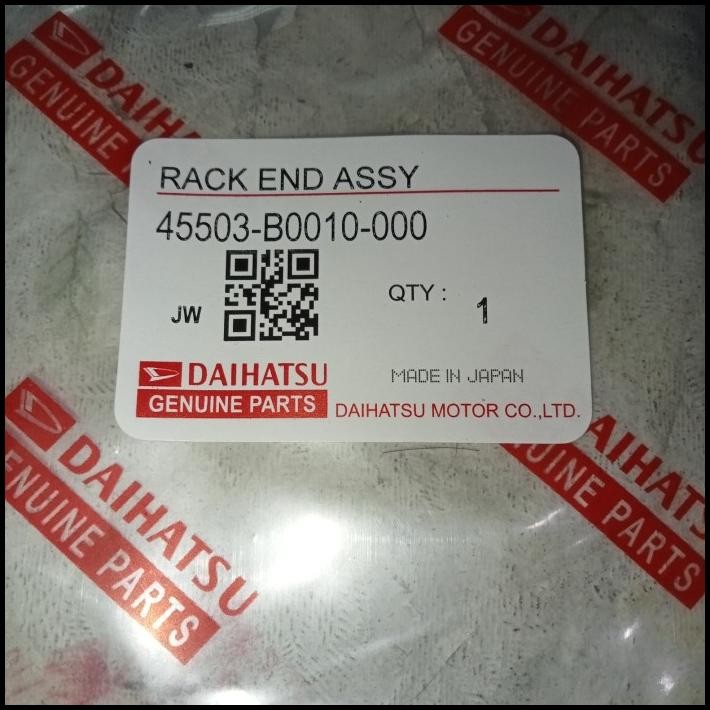 DAIHATSU
GENUINE PARTS
DAIHATSU
GENUINE PARTS
RACK END ASSY
45503-B0010-000
JW
QTY :
1
DAIHATSU
GENUINE PARTS
MADE IN JAPAN
DAIHATSU MOTOR CO.,LTD.
DAIHATSU
GENUINE PARTS
DAIHATSU
GENUINE PARTS